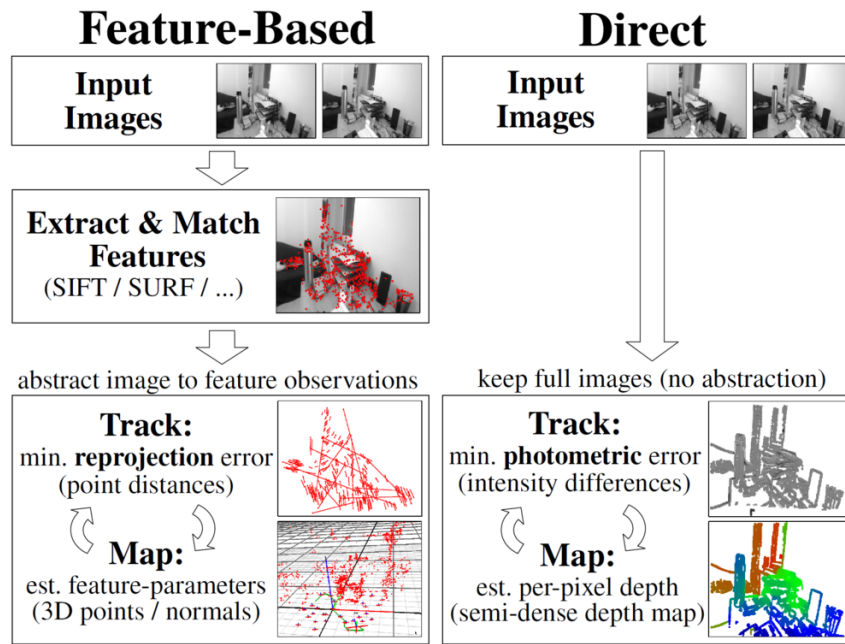 Feature-Based
Input
Images
Extract & Match
Features
(SIFT / SURF / ...)
abstract image to feature observations
Track:
min. reprojection error
(point distances)
Map:
est. feature-parameters
(3D points / normals)
Direct
Input
Images
keep full images (no abstraction)
Track:
min. photometric error
(intensity differences)
Map:
est. per-pixel depth
(semi-dense depth map)